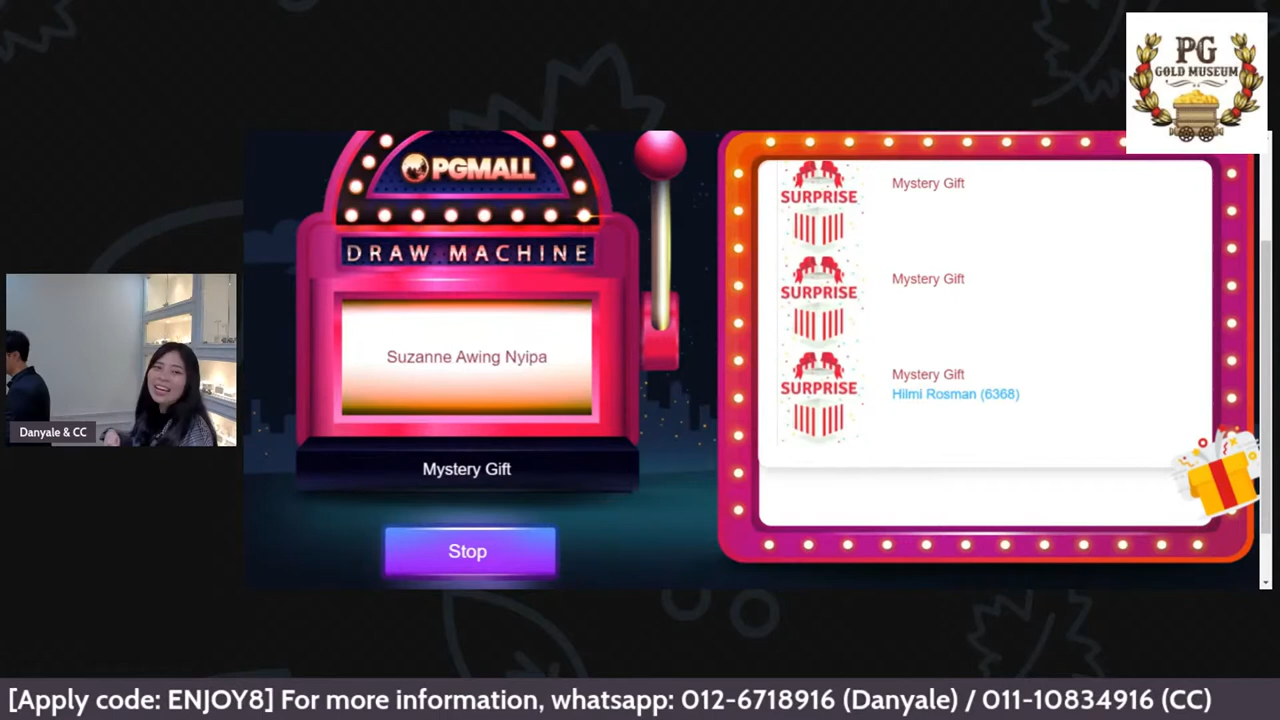 PG
GOLD MUSEUM
PGMALL
DRAW MACHINE
Suzanne Awing Nyipa
Mystery Gift
Stop
SURPRISE
Mystery Gift
SURPRISE
Mystery Gift
SURPRISE
Mystery Gift
Hilmi Rosman (6368)
Danyale & CC
[Apply code: ENJOY8] For more information, whatsapp: 012-6718916 (Danyale) / 011-10834916 (CC)